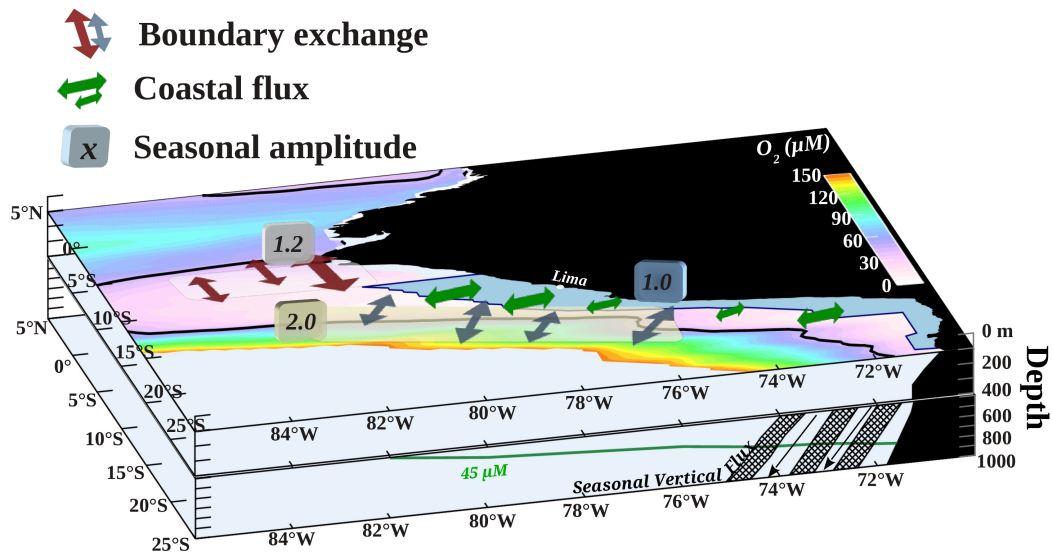 Boundary exchange
Coastal flux
x Seasonal amplitude
O2 (µM)
150
120
90
60
30
0
5°N
0°
5°S
10°S
15°S
20°S
25°S
1.2
Lima
1.0
2.0
84°W
82°W
80°W
78°W
76°W
74°W
72°W
0 m
200
400
600
800
1000
Depth
45 µM
Seasonal Vertical Flux
5°N
0°
5°S
10°S
15°S
20°S
25°S
84°W
82°W
80°W
78°W
76°W
74°W
72°W